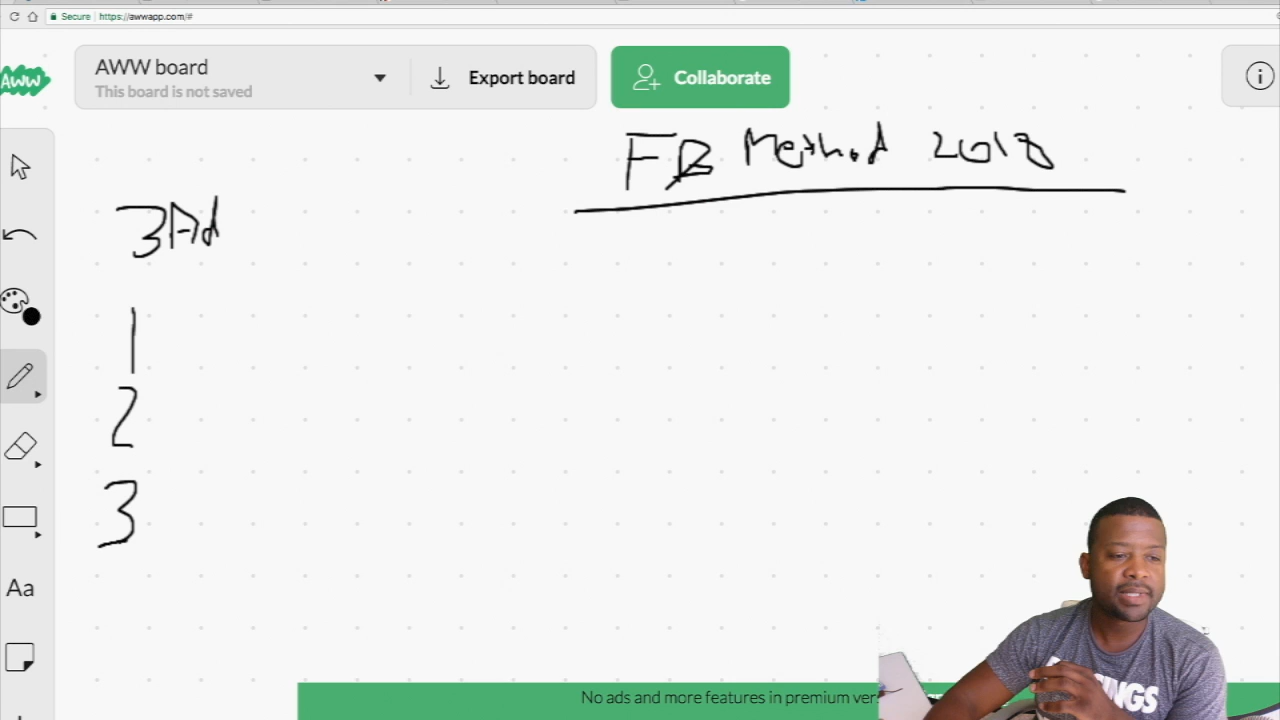 Secure https://awwapp.com/#
AWW
AWW board
This board is not saved
Export board
Collaborate
FB Method 2018
3Ad
1
2
3
Aa
No ads and more features in premium ver
NGS